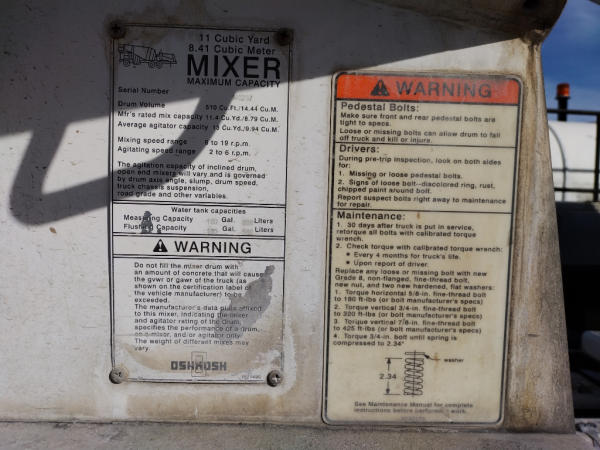 11 Cubic Yard
8.41 Cubic Meter
MIXER
MAXIMUM CAPACITY
Serial Number
Drum Volume 510 Cu.Ft./14.44 Cu.M.
Mfr's rated mix capacity 11.4 Cu.Yd./8.79 Cu.M.
Average agitator capacity 13 Cu.Yd./9.94 Cu.M.
Mixing speed range 6 to 19 r.p.m.
Agitating speed range 2 to 6 r.p.m.
The agitation capacity of inclined drum,
open end mixers will vary and is governed
by drum axis angle, slump, drum speed,
truck chassis suspension,
road grade and other variables.
Water tank capacities
Measuring Capacity Gal. Liters
Flushing Capacity Gal. Liters
WARNING
Do not fill the mixer drum with
an amount of concrete that will cause
the gvwr or gawr of the truck (as
shown on the certification label of
the vehicle manufacturer) to be
exceeded.
The manufacturer's data plate affixed
to this mixer, indicating the mixer
and agitator rating of the drum,
specifies the performance of a drum,
as a mixer, and/or agitator only.
The weight of different mixes may
vary.
OSHKOSH
WARNING
Pedestal Bolts:
Make sure front and rear pedestal bolts are
tight to specs.
Loose or missing bolts can allow drum to fall
off truck and kill or injure.
Drivers:
During pre-trip inspection, look on both sides
for:
1. Missing or loose pedestal bolts.
2. Signs of loose bolt-discolored ring, rust,
chipped paint around bolt.
Report suspect bolts right away to maintenance
for repair.
Maintenance:
1. 30 days after truck is put in service,
retorque all bolts with calibrated torque
wrench.
2. Check torque with calibrated torque wrench:
• Every 4 months for truck's life.
• Upon report of driver.
Replace any loose or missing bolt with new
Grade 8, non-flanged, fine-thread bolt,
new nut, and two new hardened, flat washers:
1. Torque horizontal 5/8-in. fine-thread bolt
to 180 ft-lbs (or bolt manufacturer's specs)
2. Torque vertical 3/4-in. fine-thread bolt
to 320 ft-lbs (or bolt manufacturer's specs)
3. Torque vertical 7/8-in. fine-thread bolt
to 425 ft-lbs (or bolt manufacturer's specs)
4. Torque 3/4-in. bolt until spring is
compressed to 2.34"
washer
2.34
See Maintenance Manual for complete
instructions before performing work.